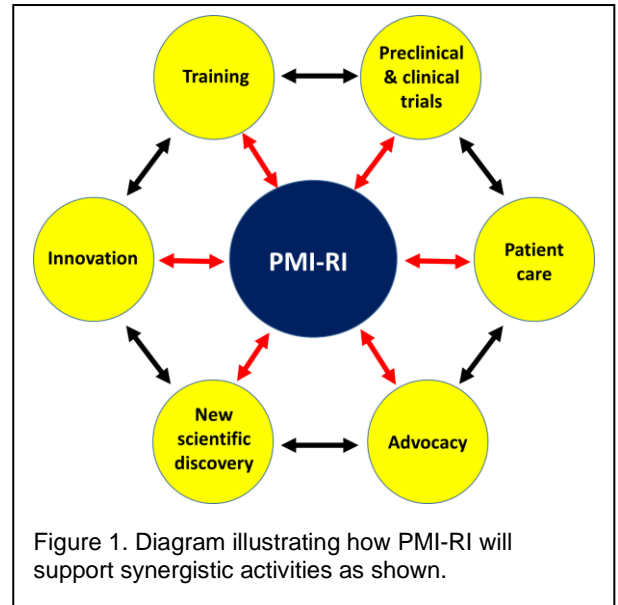 Training
Preclinical
& clinical
trials
Innovation
PMI-RI
Patient
care
New
scientific
discovery
Advocacy
Figure 1. Diagram illustrating how PMI-RI will
support synergistic activities as shown.